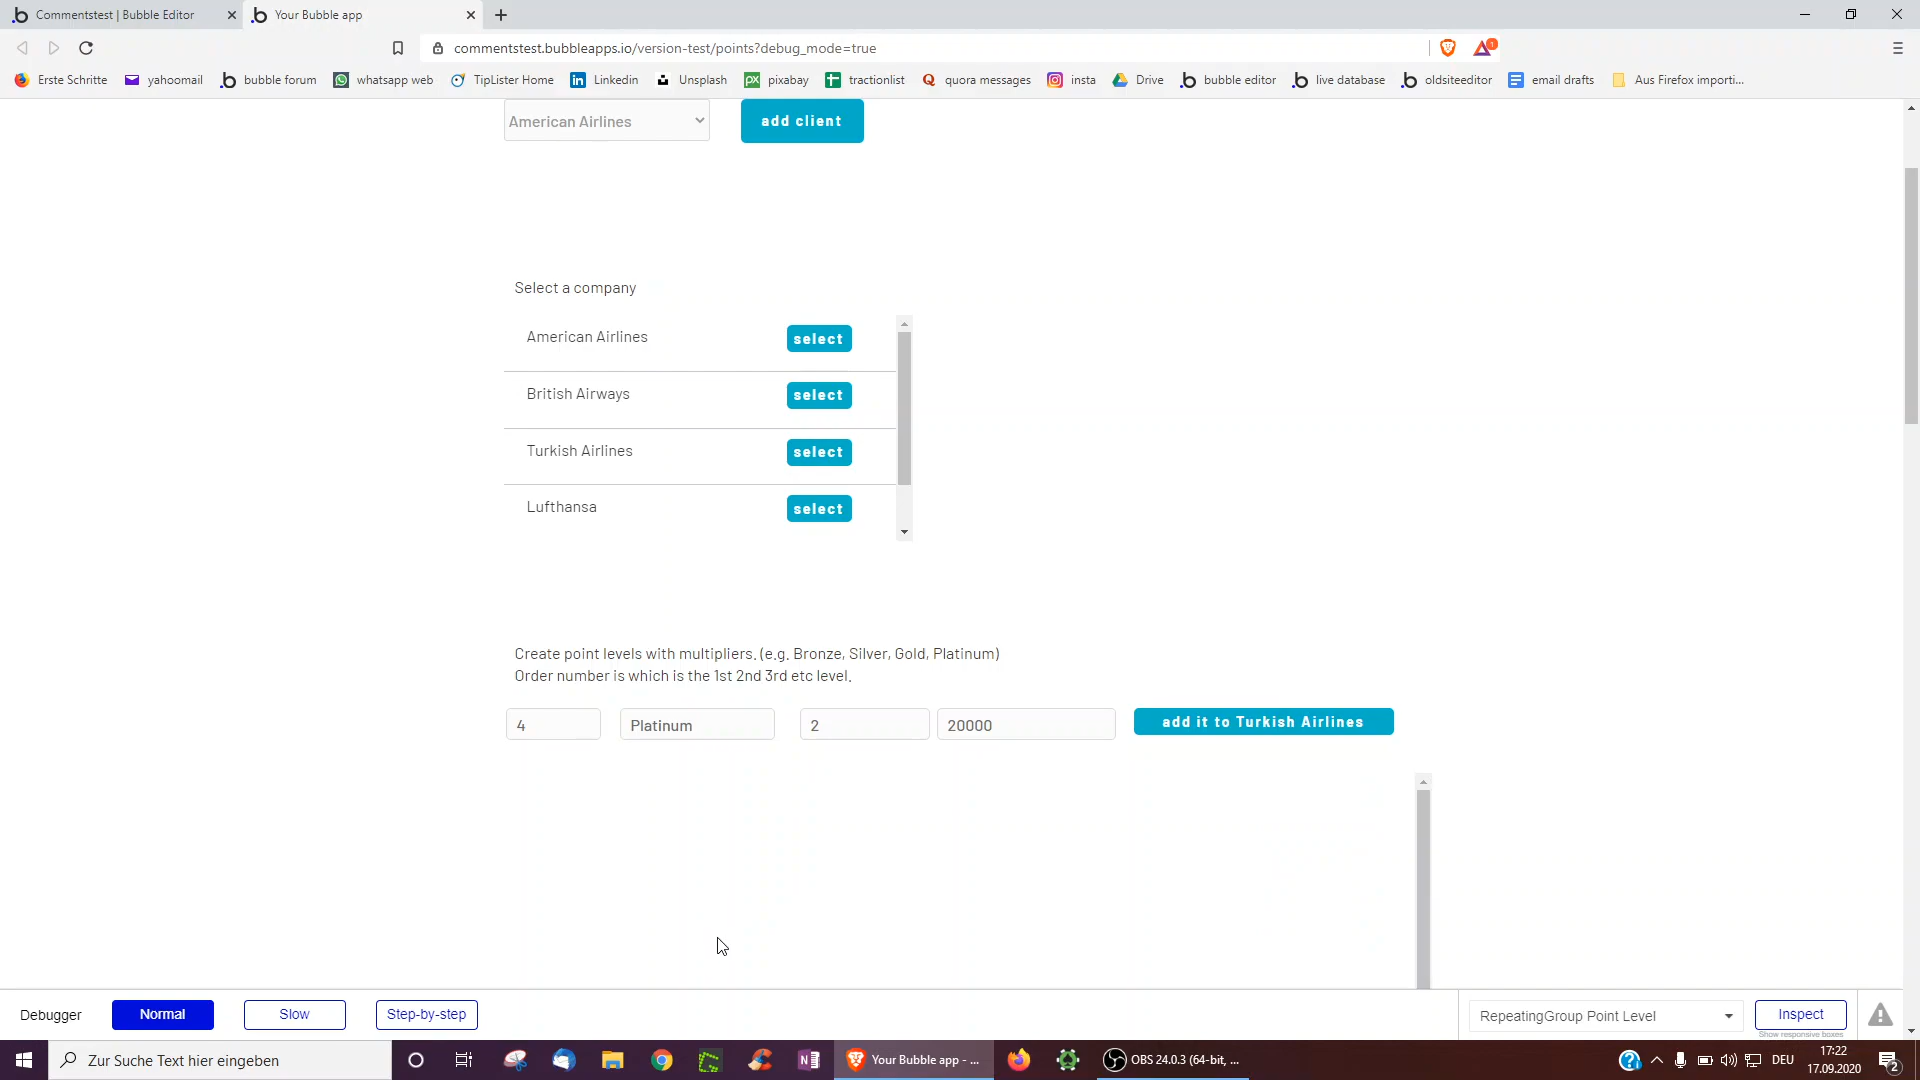 Commentstest | Bubble Editor
Your Bubble app
commentstest.bubbleapps.io/version-test/points?debug_mode=true
1
Erste Schritte
yahoomail
bubble forum
whatsapp web
TipLister Home
Linkedin
Unsplash
pixabay
tractionlist
quora messages
insta
Drive
bubble editor
live database
oldsiteeditor
email drafts
Aus Firefox importi...
American Airlines
add client
Select a company
American Airlines
select
British Airways
select
Turkish Airlines
select
Lufthansa
select
Create point levels with multipliers. (e.g. Bronze, Silver, Gold, Platinum)
Order number is which is the 1st 2nd 3rd etc level.
4
Platinum
2
20000
add it to Turkish Airlines
Debugger
Normal
Slow
Step-by-step
RepeatingGroup Point Level
Inspect
Show responsive boxes
Zur Suche Text hier eingeben
Your Bubble app - ...
OBS 24.0.3 (64-bit, ...
DEU
17:22
17.09.2020
2